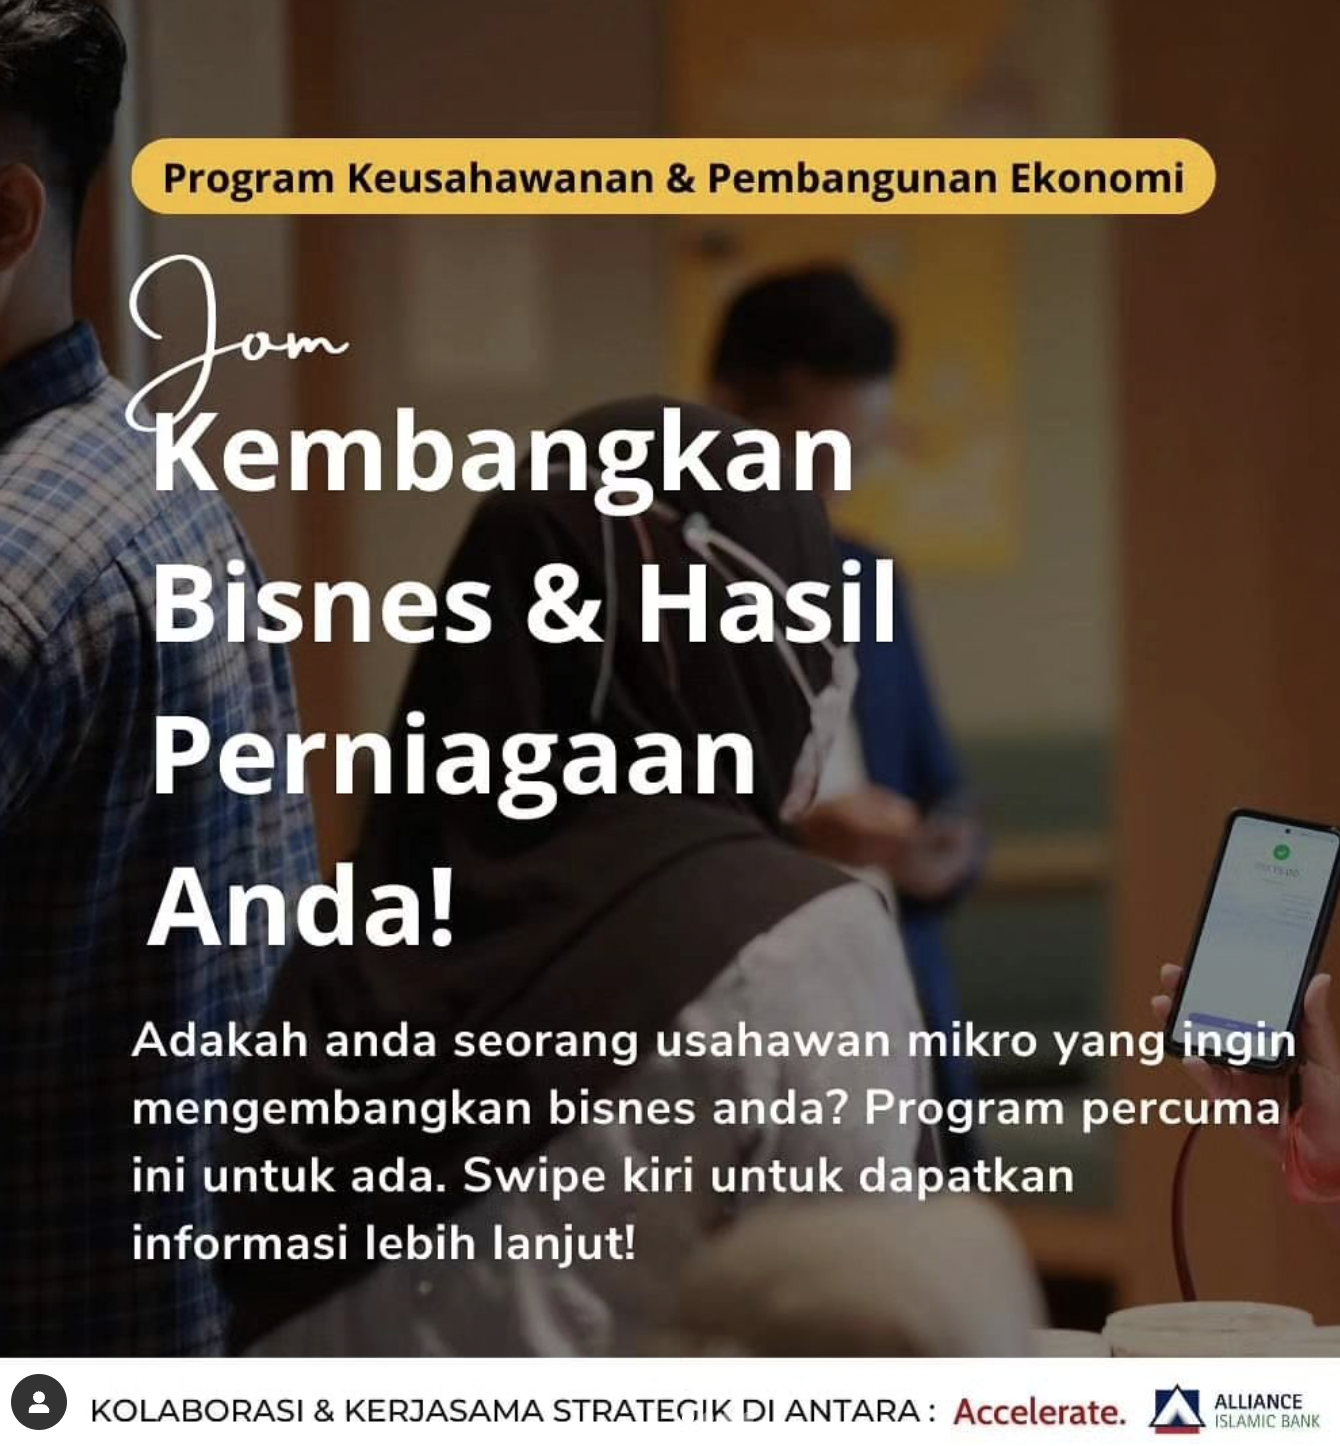 Program Keusahawanan & Pembangunan Ekonomi
Jom
Kembangkan
Bisnes & Hasil
Perniagaan
Anda!
Adakah anda seorang usahawan mikro yang ingin
mengembangkan bisnes anda? Program percuma
ini untuk ada. Swipe kiri untuk dapatkan
informasi lebih lanjut!
KOLABORASI & KERJASAMA STRATEGIK DI ANTARA : Accelerate.
ALLIANCE
ISLAMIC BANK